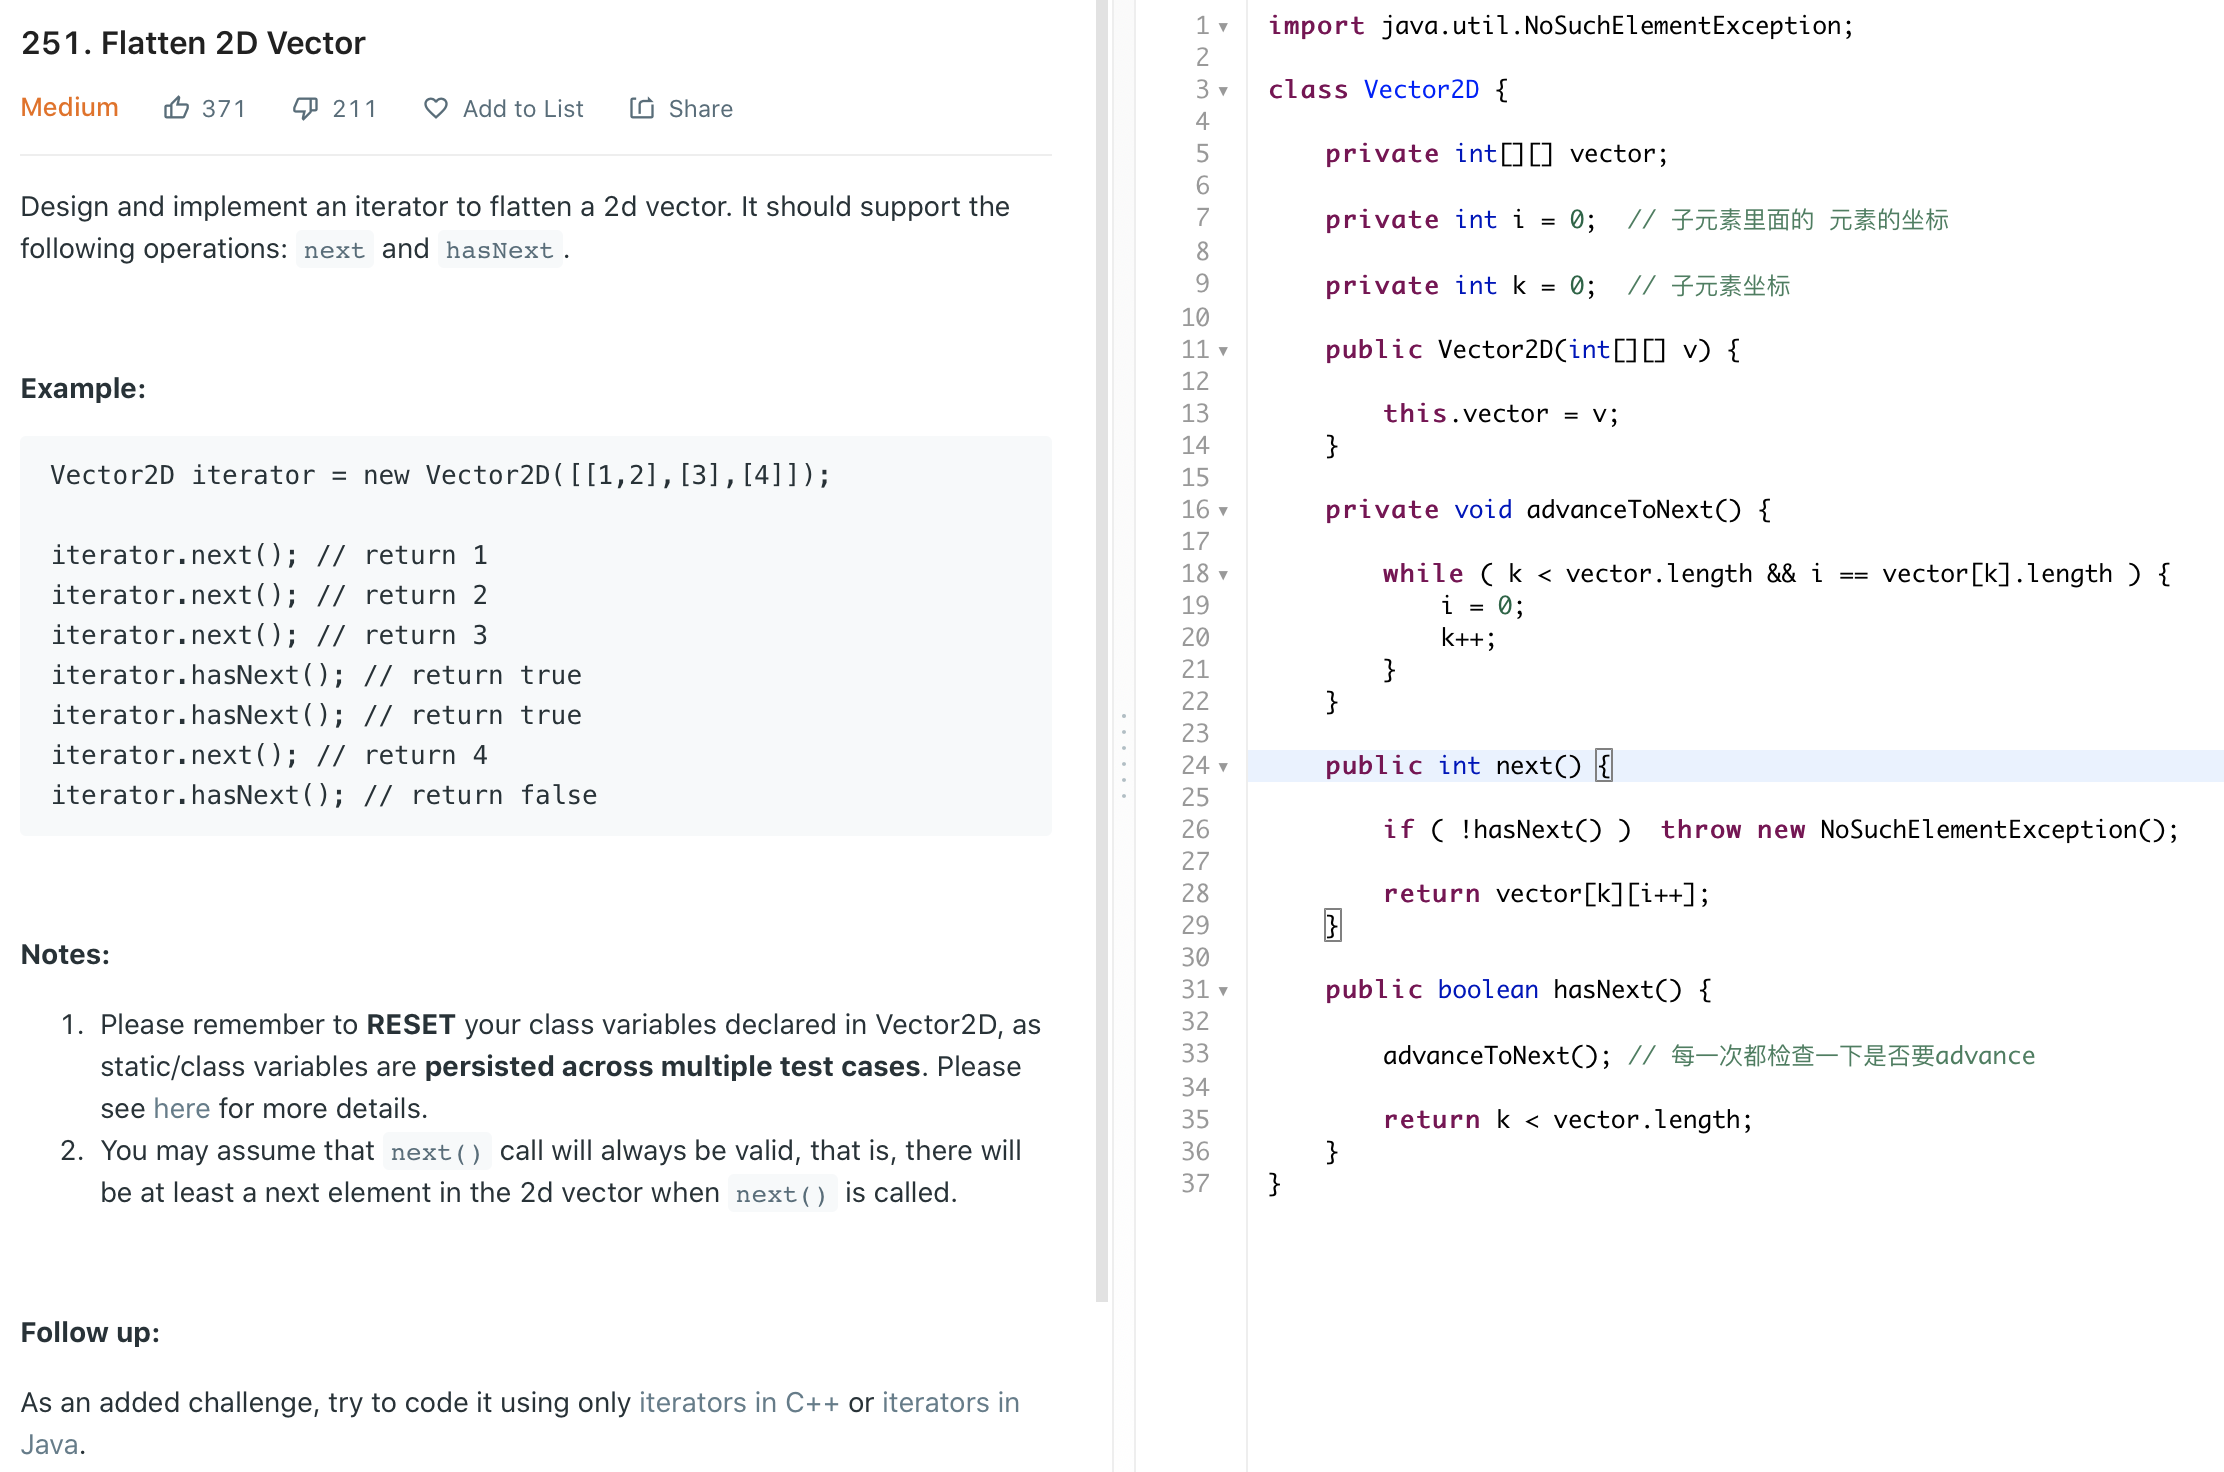 251. Flatten 2D Vector
Medium 371 211 Add to List Share
Design and implement an iterator to flatten a 2d vector. It should support the
following operations: next and hasNext.
Example:
Vector2D iterator = new Vector2D([[1,2],[3],[4]]);
iterator.next(); // return 1
iterator.next(); // return 2
iterator.next(); // return 3
iterator.hasNext(); // return true
iterator.hasNext(); // return true
iterator.next(); // return 4
iterator.hasNext(); // return false
Notes:
1. Please remember to RESET your class variables declared in Vector2D, as
static/class variables are persisted across multiple test cases. Please
see here for more details.
2. You may assume that next() call will always be valid, that is, there will
be at least a next element in the 2d vector when next() is called.
Follow up:
As an added challenge, try to code it using only iterators in C++ or iterators in
Java.
1 import java.util.NoSuchElementException;
2
3 class Vector2D {
4
5 private int[][] vector;
6
7 private int i = 0; // 子元素里面的 元素的坐标
8
9 private int k = 0; // 子元素坐标
10
11 public Vector2D(int[][] v) {
12
13 this.vector = v;
14 }
15
16 private void advanceToNext() {
17
18 while ( k < vector.length && i == vector[k].length ) {
19 i = 0;
20 k++;
21 }
22 }
23
24 public int next() {
25
26 if ( !hasNext() ) throw new NoSuchElementException();
27
28 return vector[k][i++];
29 }
30
31 public boolean hasNext() {
32
33 advanceToNext(); // 每一次都检查一下是否要advance
34
35 return k < vector.length;
36 }
37 }